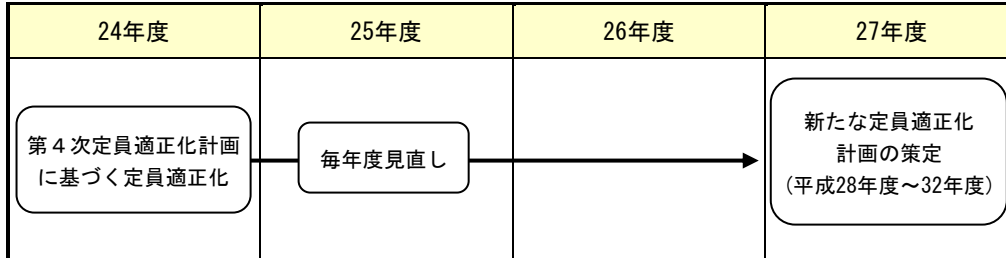 24年度
25年度
26年度
27年度
第４次定員適正化計画
に基づく定員適正化
毎年度見直し
新たな定員適正化
計画の策定
(平成28年度～32年度)